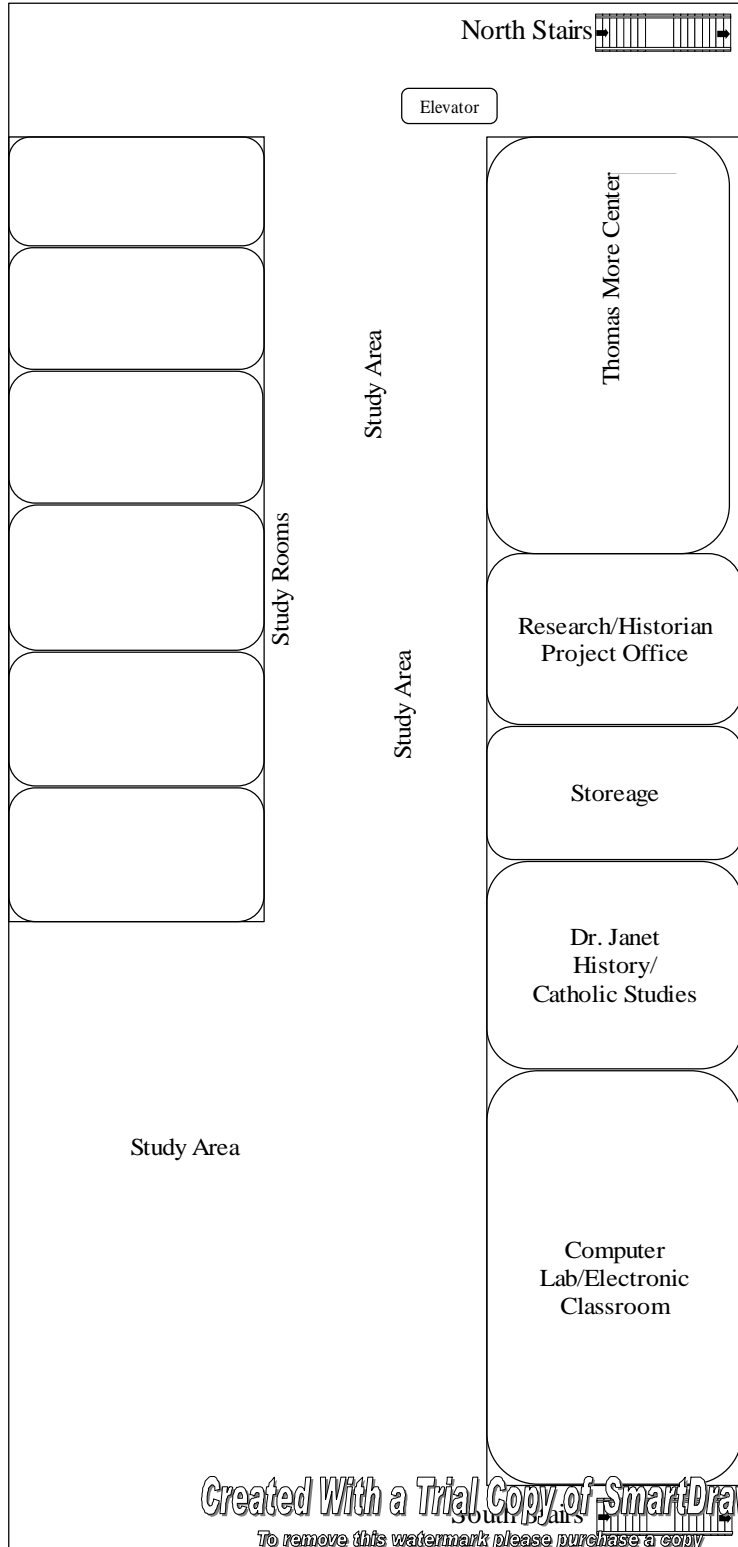 North Stairs
Elevator
Thomas More Center
Study Area
Study Rooms
Research/Historian
Project Office
Study Area
Storeage
Dr. Janet
History/
Catholic Studies
Study Area
Computer
Lab/Electronic
Classroom
Created With a Trial Copy of SmartDra
South Stairs
To remove this watermark please purchase a copy